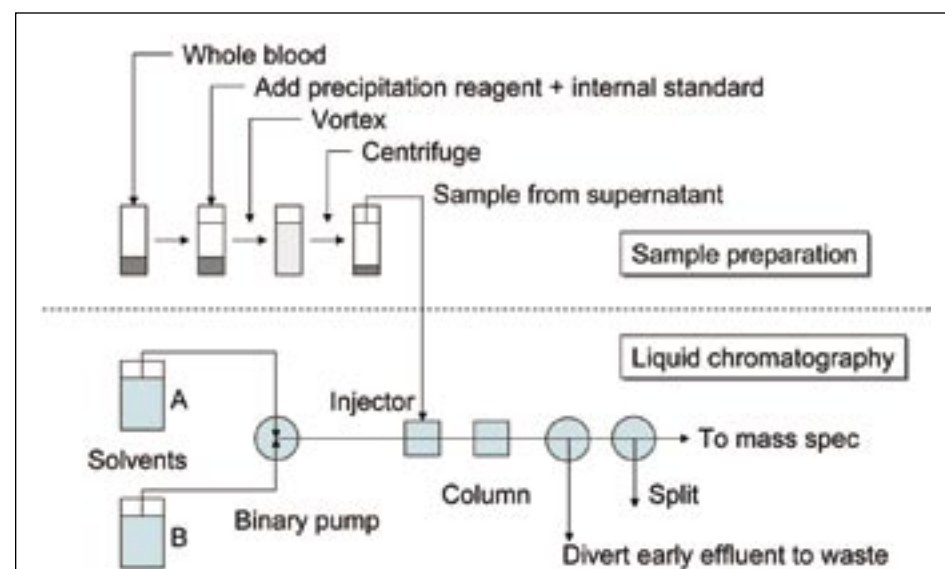 Whole blood
Add precipitation reagent + internal standard
Vortex
Centrifuge
Sample from supernatant
Sample preparation
Liquid chromatography
A
Injector
To mass spec
Solvents
Column
Split
B
Binary pump
Divert early effluent to waste